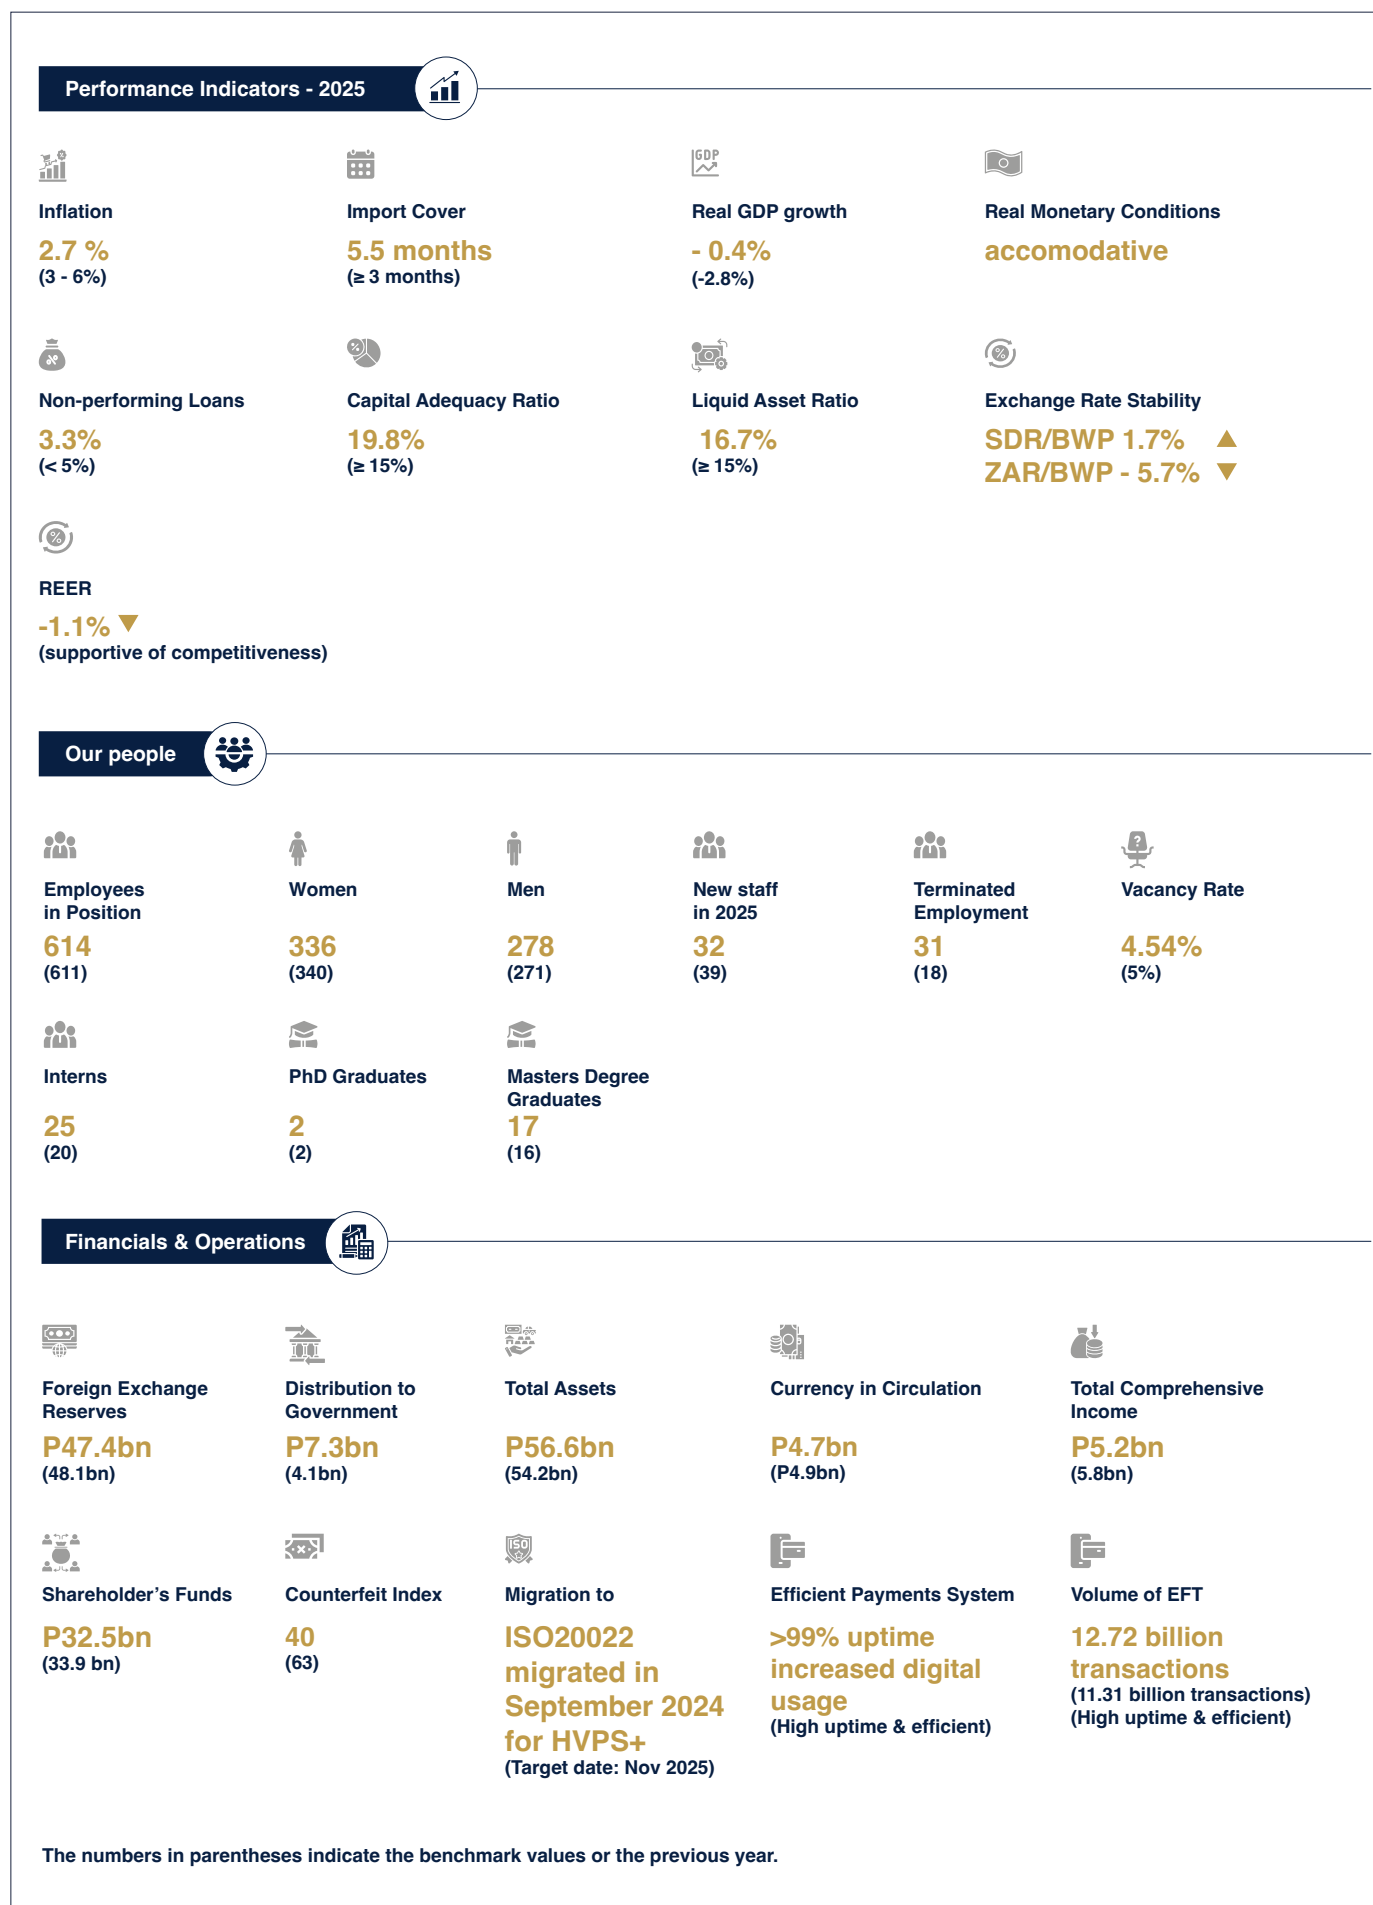 Performance Indicators - 2025
Inflation
2.7 %
(3 - 6%)
Import Cover
5.5 months
(≥ 3 months)
GDP
Real GDP growth
- 0.4%
(-2.8%)
Real Monetary Conditions
accomodative
Non-performing Loans
3.3%
(< 5%)
Capital Adequacy Ratio
19.8%
(≥ 15%)
Liquid Asset Ratio
16.7%
(≥ 15%)
Exchange Rate Stability
SDR/BWP 1.7% ▲
ZAR/BWP - 5.7% ▼
REER
-1.1% ▼
(supportive of competitiveness)
Our people
Employees
in Position
614
(611)
Women
336
(340)
Men
278
(271)
New staff
in 2025
32
(39)
Terminated
Employment
31
(18)
Vacancy Rate
4.54%
(5%)
Interns
25
(20)
PhD Graduates
2
(2)
Masters Degree
Graduates
17
(16)
Financials & Operations
Foreign Exchange
Reserves
P47.4bn
(48.1bn)
Distribution to
Government
P7.3bn
(4.1bn)
Total Assets
P56.6bn
(54.2bn)
Currency in Circulation
P4.7bn
(P4.9bn)
Total Comprehensive
Income
P5.2bn
(5.8bn)
Shareholder’s Funds
P32.5bn
(33.9 bn)
Counterfeit Index
40
(63)
ISO
Migration to
ISO20022
migrated in
September 2024
for HVPS+
(Target date: Nov 2025)
Efficient Payments System
>99% uptime
increased digital
usage
(High uptime & efficient)
Volume of EFT
12.72 billion
transactions
(11.31 billion transactions)
(High uptime & efficient)
The numbers in parentheses indicate the benchmark values or the previous year.